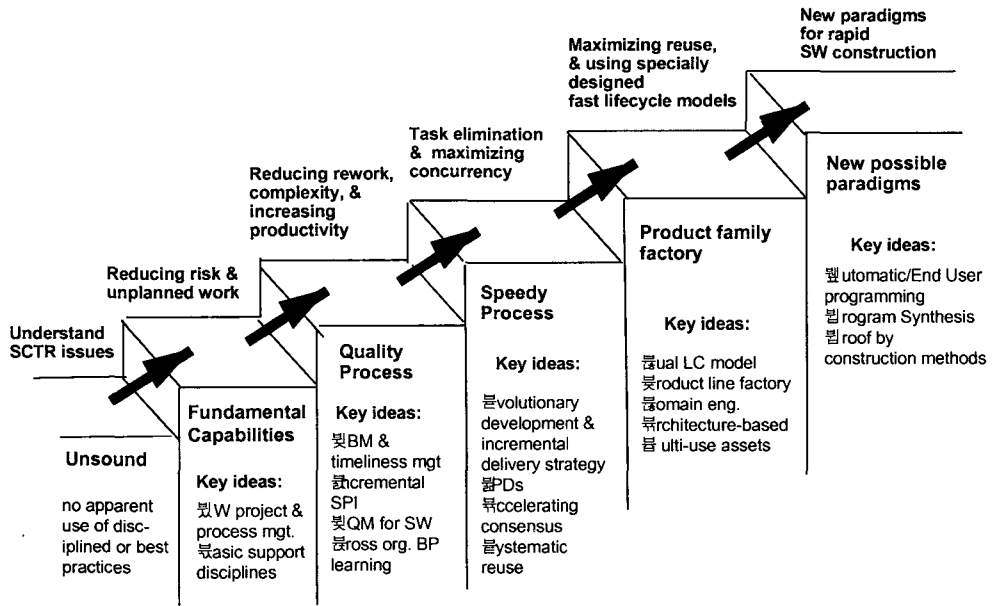 Understand
SCTR issues
Unsound
no apparent
use of disc-
iplined or best
practices
Reducing risk &
unplanned work
Fundamental
Capabilities
Key ideas:
W project &
process mgt.
asic support
disciplines
Reducing rework,
complexity, &
increasing
productivity
Quality
Process
Key ideas:
BM &
timeliness mgt
ncremental
SPI
QM for SW
ross org. BP
learning
Task elimination
& maximizing
concurrency
Speedy
Process
Key ideas:
volutionary
development &
incremental
delivery strategy
PDs
ccelerating
consensus
ystematic
reuse
Maximizing reuse,
& using specially
designed
fast lifecycle models
Product family
factory
Key ideas:
ual LC model
roduct line factory
omain eng.
rchitecture-based
ulti-use assets
New paradigms
for rapid
SW construction
New possible
paradigms
Key ideas:
utomatic/End User
programming
rogram Synthesis
roof by
construction methods